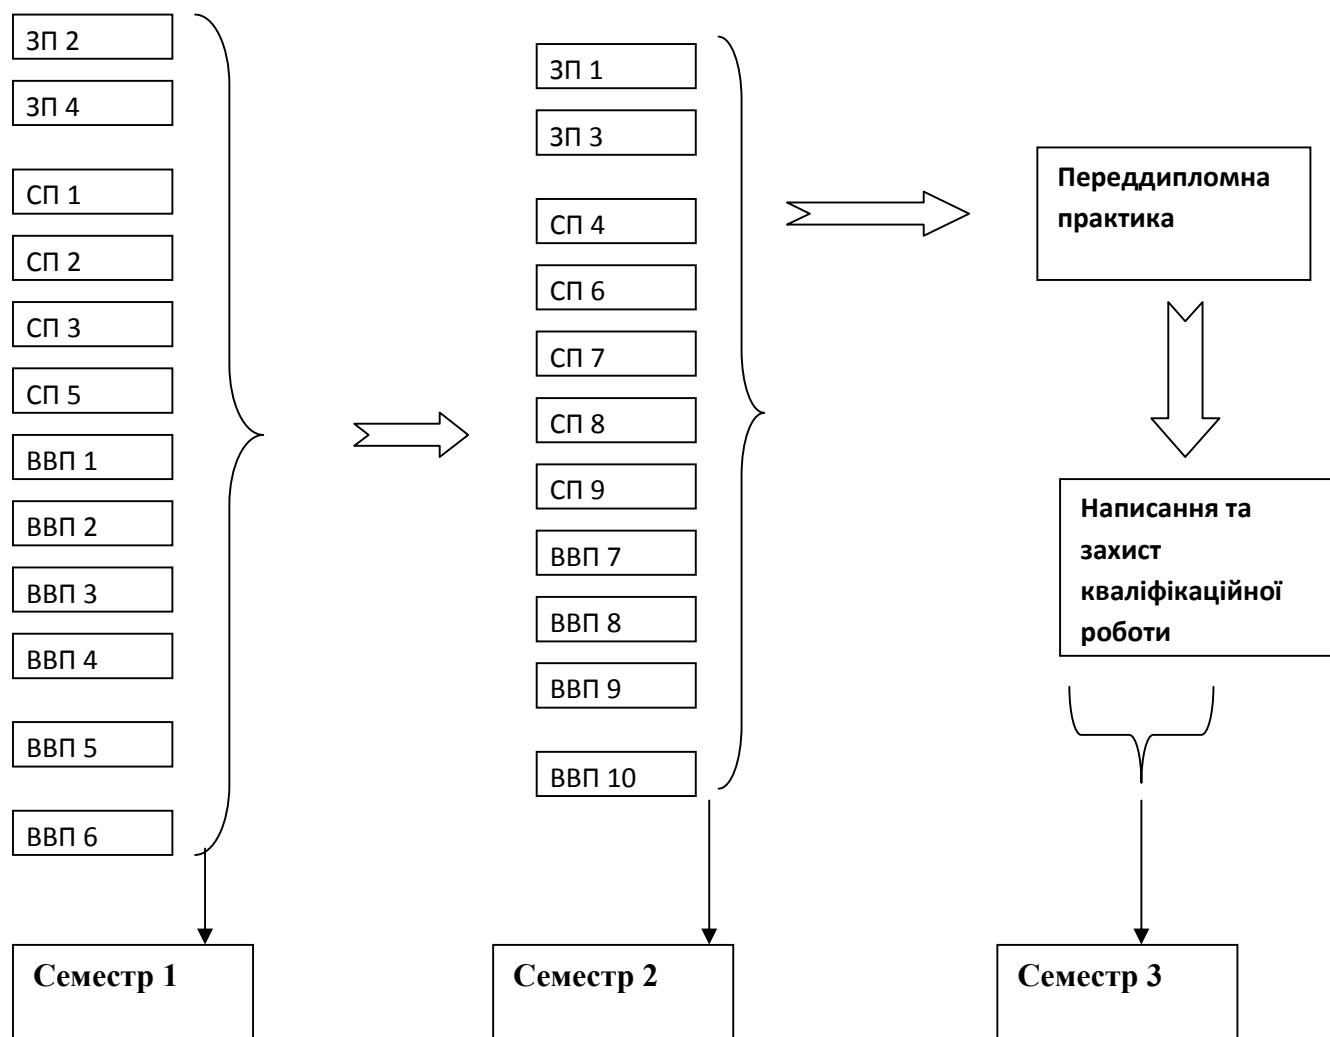 ЗП 2
ЗП 4
СП 1
СП 2
СП 3
СП 5
ВВП 1
ВВП 2
ВВП 3
ВВП 4
ВВП 5
ВВП 6
Семестр 1
ЗП 1
ЗП 3
СП 4
СП 6
СП 7
СП 8
СП 9
ВВП 7
ВВП 8
ВВП 9
ВВП 10
Семестр 2
Переддипломна
практика
Написання та
захист
кваліфікаційної
роботи
Семестр 3